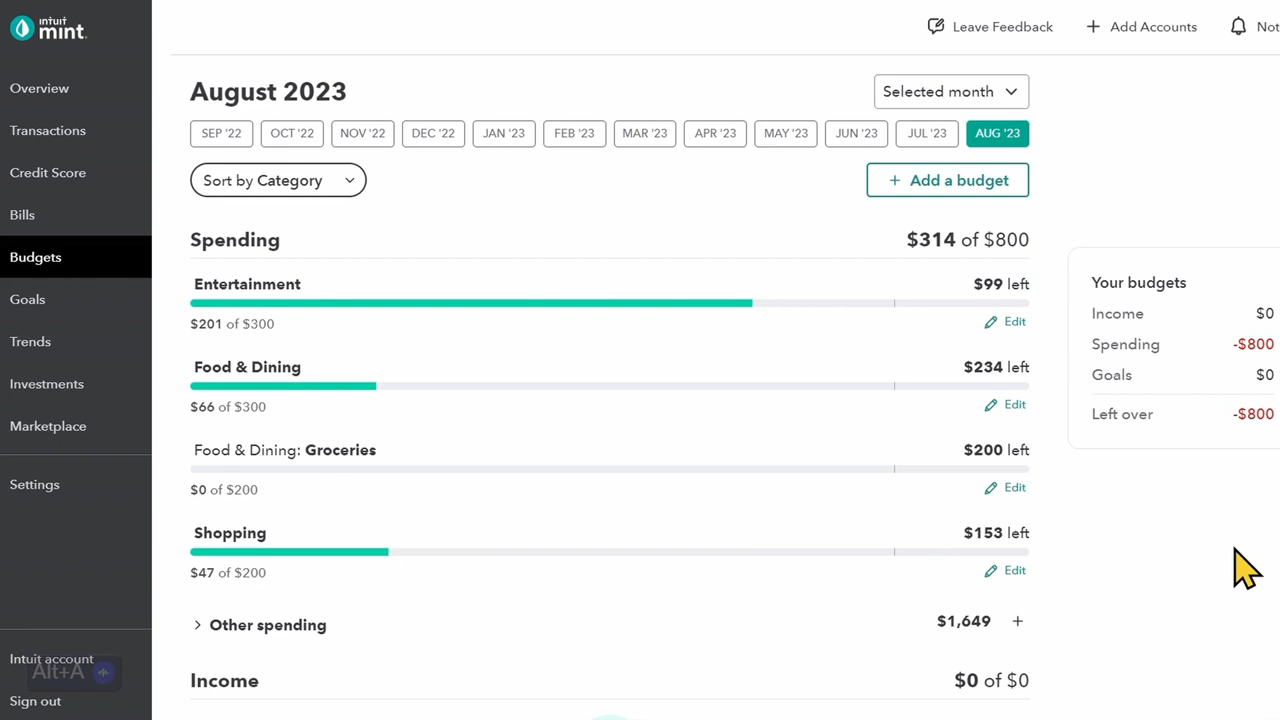 intuit
mint.
Leave Feedback
Add Accounts
Not
Overview
Transactions
Credit Score
Bills
Budgets
Goals
Trends
Investments
Marketplace
Settings
Intuit account
Alt+A
Sign out
August 2023
Selected month
SEP '22 OCT '22 NOV '22 DEC '22 JAN '23 FEB '23 MAR '23 APR '23 MAY '23 JUN '23 JUL '23 AUG '23
Sort by Category
+ Add a budget
Spending $314 of $800
Entertainment $99 left
$201 of $300 Edit
Food & Dining $234 left
$66 of $300 Edit
Food & Dining: Groceries $200 left
$0 of $200 Edit
Shopping $153 left
$47 of $200 Edit
Other spending $1,649 +
Income $0 of $0
Your budgets
Income $0
Spending -$800
Goals $0
Left over -$800